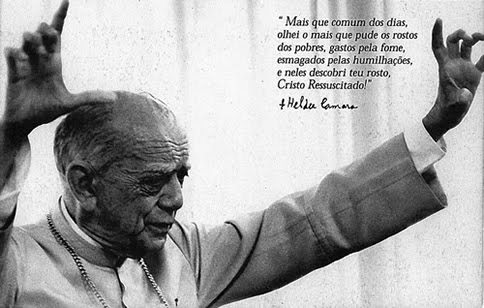 "Mais que comum dos dias,
olhei o mais que pude os rostos
dos pobres, gastos pela fome,
esmagados pelas humilhações,
e neles descobri teu rosto,
Cristo Ressuscitado!"
+ Helder Camara